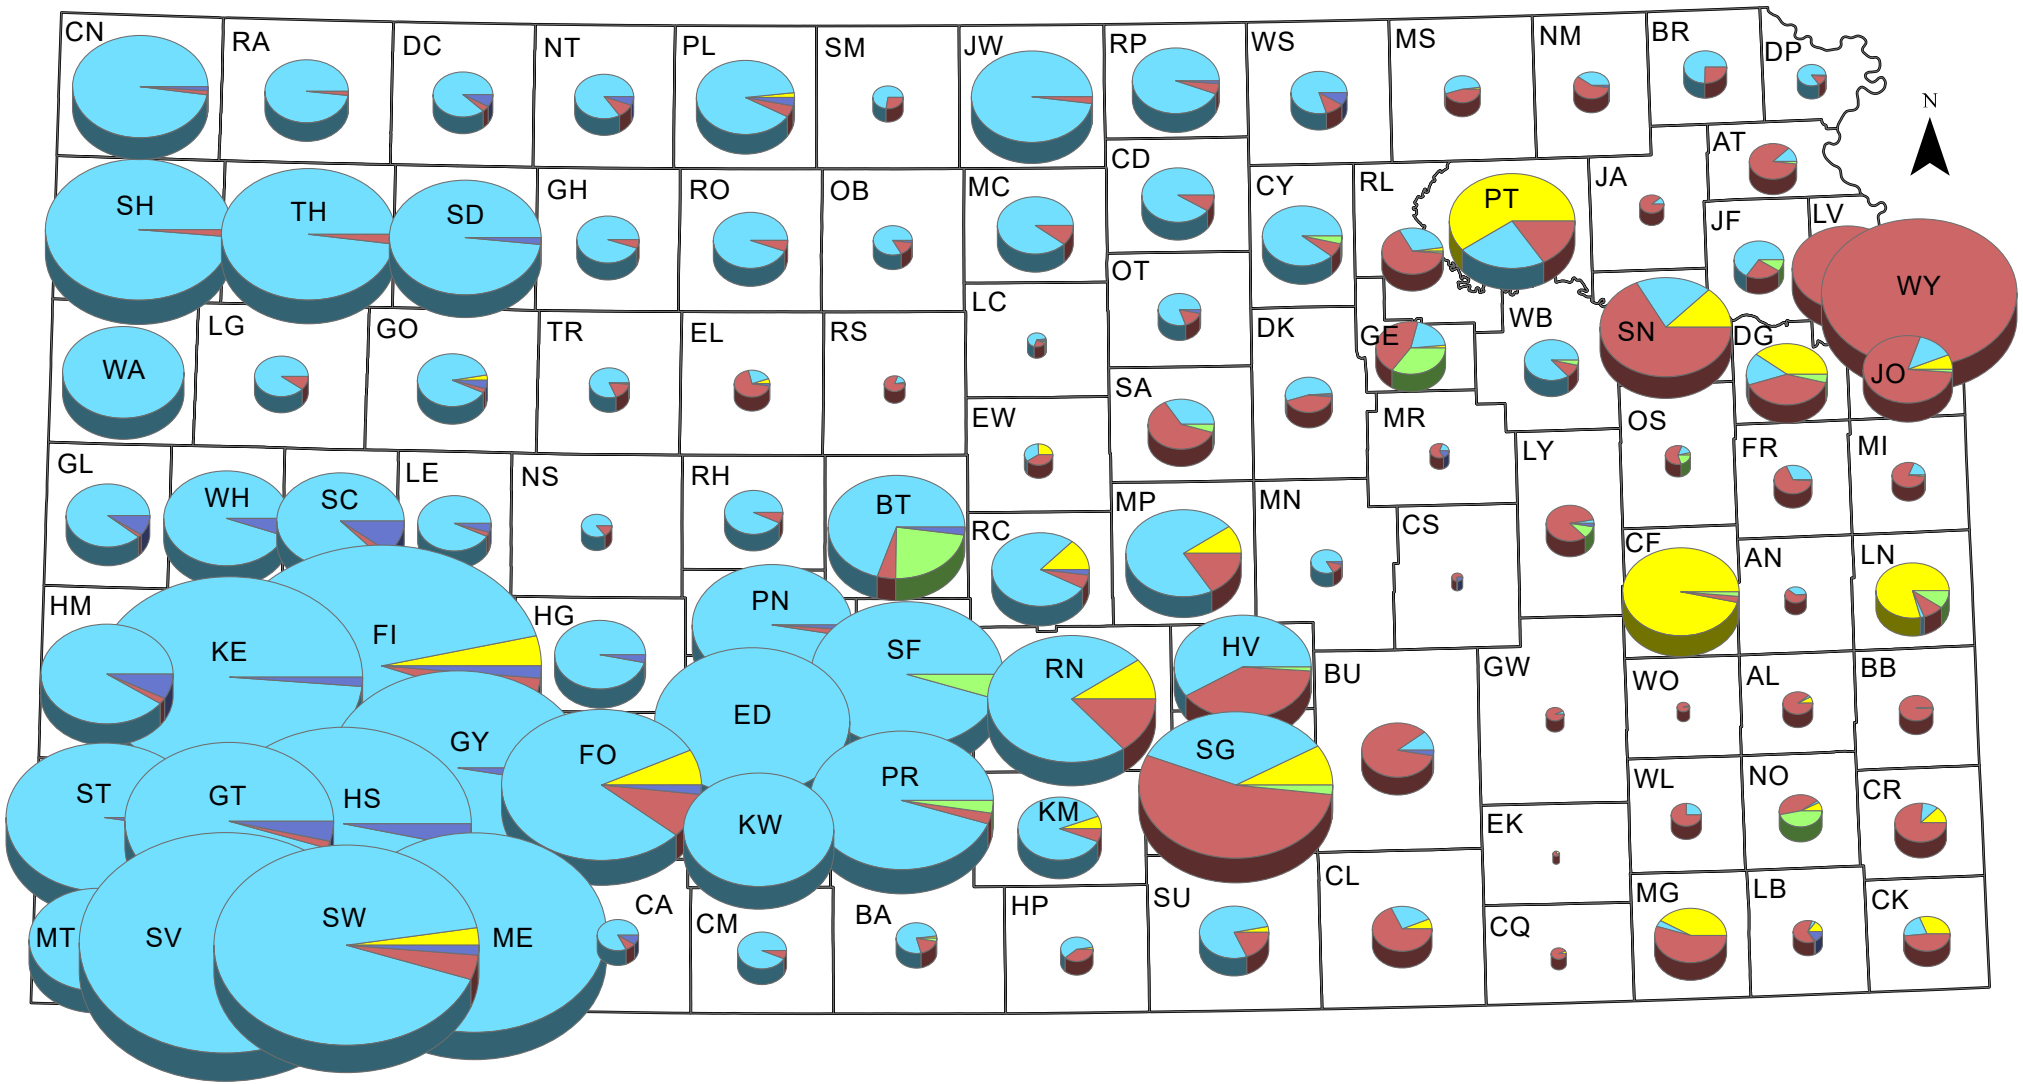 CN
RA
DC
NT
PL
SM
JW
RP
WS
MS
NM
BR
DP
N
AT
SH
TH
SD
GH
RO
OB
MC
CD
CY
RL
PT
JA
JF
LV
WY
WA
LG
GO
TR
EL
RS
LC
OT
DK
GE
WB
SN
DG
JO
SA
EW
MR
LY
OS
FR
MI
GL
WH
SC
LE
NS
RH
BT
RC
MP
MN
CS
CF
AN
LN
HM
KE
FI
HG
PN
SF
RN
HV
BU
GW
WO
AL
BB
ED
GY
FO
SG
ST
GT
HS
KW
PR
KM
EK
WL
NO
CR
MT
SV
SW
ME
CA
CM
BA
HP
SU
CL
CQ
MG
LB
CK